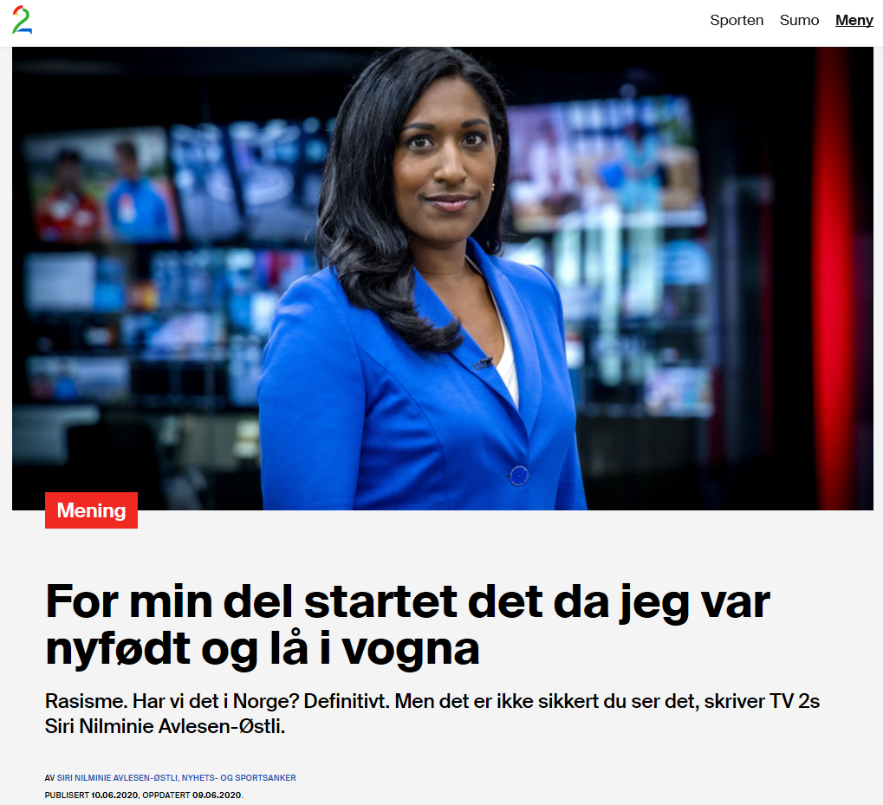 2
Sporten Sumo Meny
Mening
For min del startet det da jeg var
nyfødt og lå i vogna
Rasisme. Har vi det i Norge? Definitivt. Men det er ikke sikkert du ser det, skriver TV 2s
Siri Nilminie Avlesen-Østli.
AV SIRI NILMINIE AVLESEN-ØSTLI, NYHETS- OG SPORTSANKER
PUBLISERT 10.06.2020, OPPDATERT 09.06.2020.